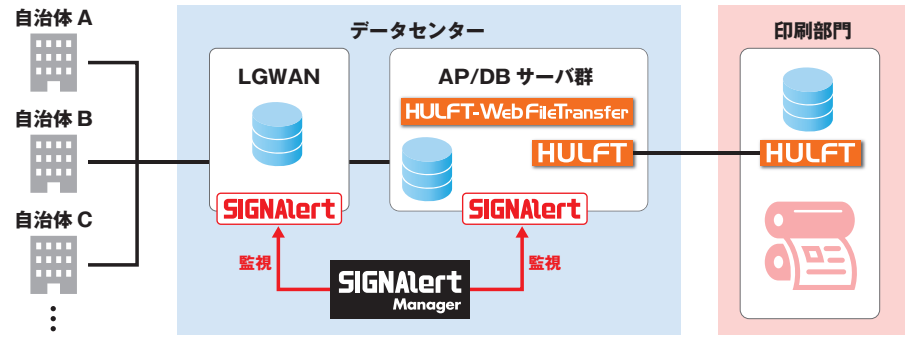 自治体 A
自治体 B
自治体 C
データセンター
LGWAN
SIGNAlert
AP/DB サーバ群
HULFT-WebFileTransfer
HULFT
SIGNAlert
監視
監視
SIGNAlert
Manager
印刷部門
HULFT